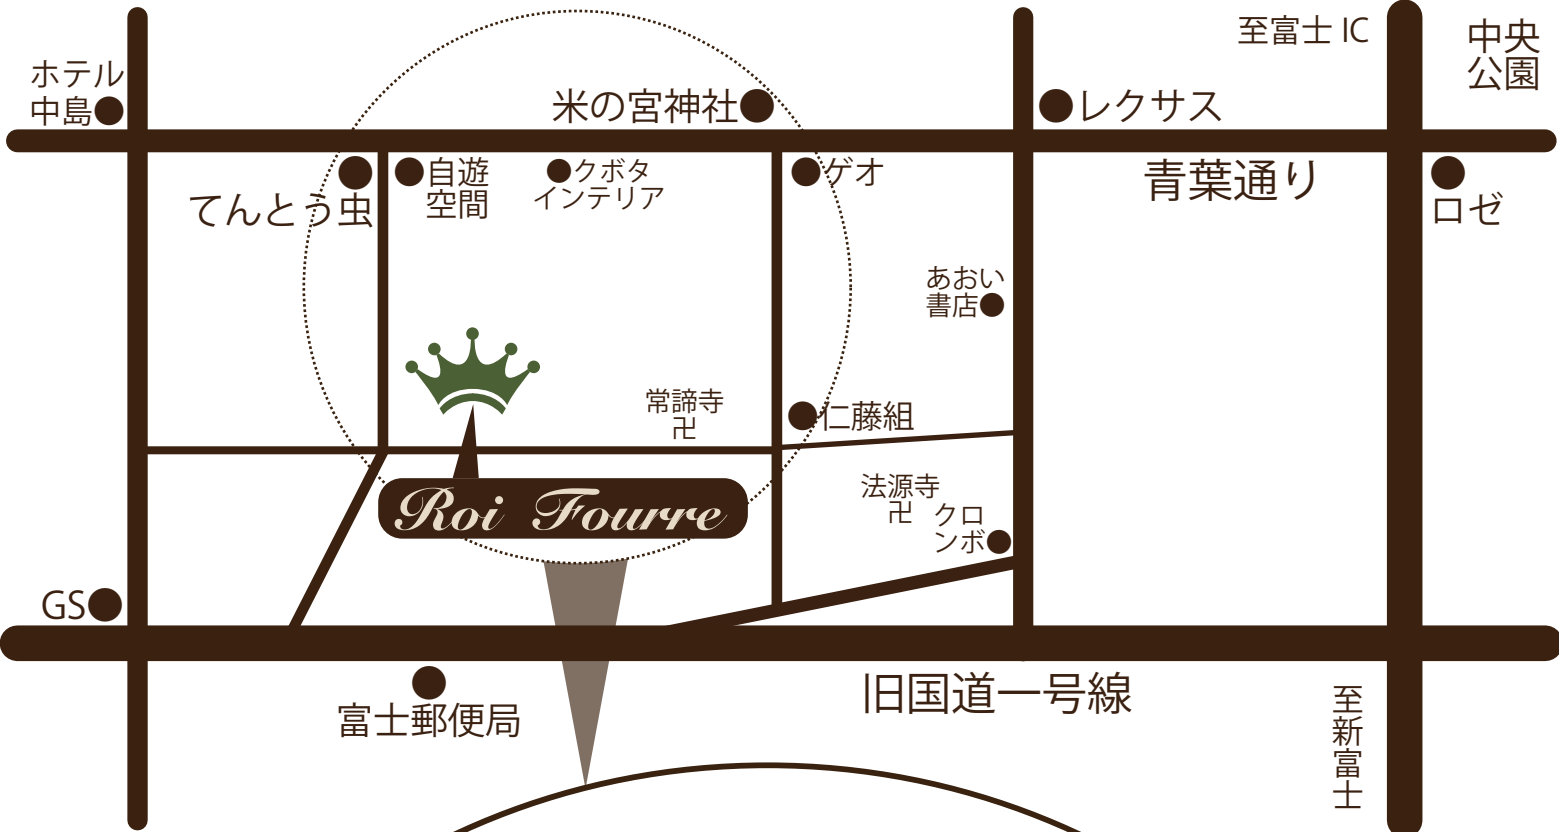 至富士 IC
中央
公園
ホテル
中島
米の宮神社
レクサス
てんとう虫
自遊
空間
クボタ
インテリア
ゲオ
青葉通り
ロゼ
あおい
書店
常諦寺
卍
仁藤組
法源寺
卍
クロ
ンボ
Roi Fourre
GS
富士郵便局
旧国道一号線
至新富士